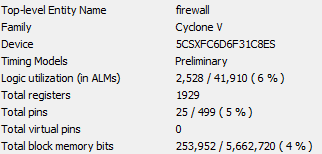 Top-level Entity Name firewall
Family Cyclone V
Device 5CSXFC6D6F31C8ES
Timing Models Preliminary
Logic utilization (in ALMs) 2,528 / 41,910 ( 6 % )
Total registers 1929
Total pins 25 / 499 ( 5 % )
Total virtual pins 0
Total block memory bits 253,952 / 5,662,720 ( 4 % )